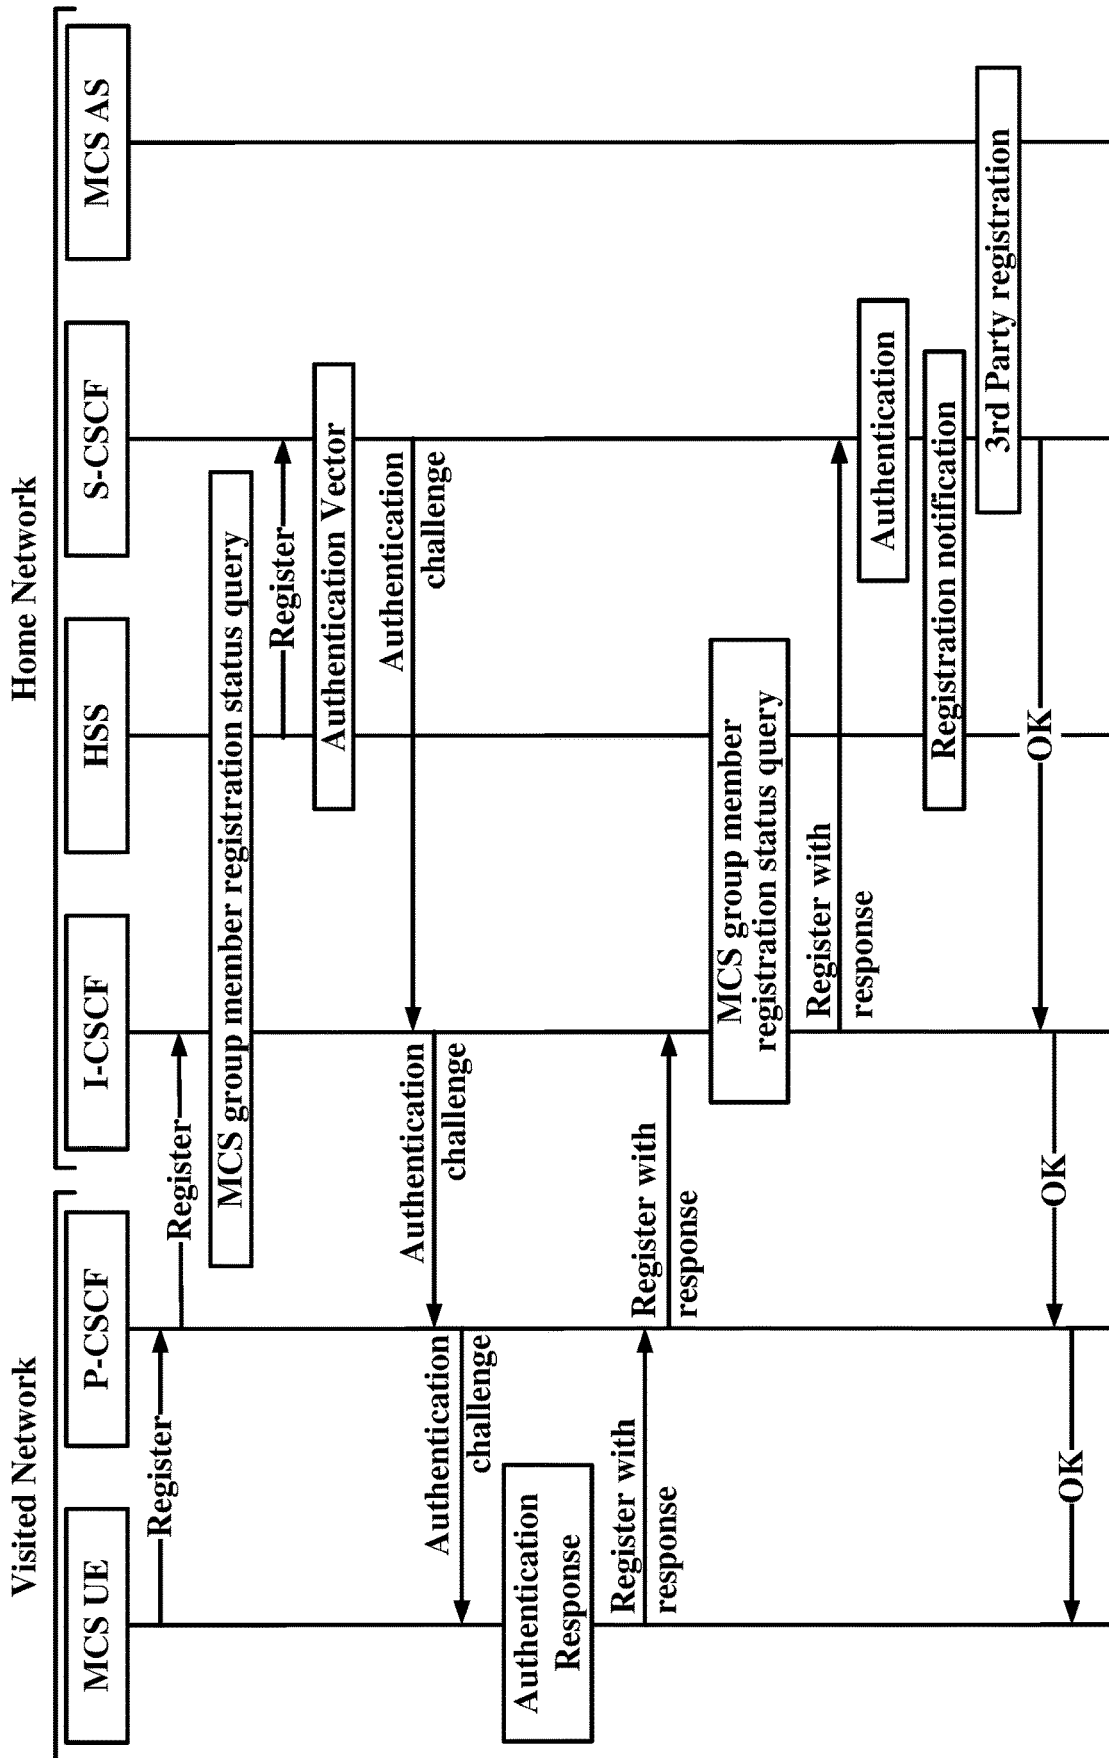 Visited Network
Home Network
MCS UE
P-CSCF
I-CSCF
HSS
S-CSCF
MCS AS
Register
Register
MCS group member registration status query
Register
Authentication Vector
Authentication
challenge
Authentication
challenge
Authentication
challenge
Authentication
Response
Register with
response
Register with
response
MCS group member
registration status query
Register with
response
Authentication
Registration notification
3rd Party registration
OK
OK
OK